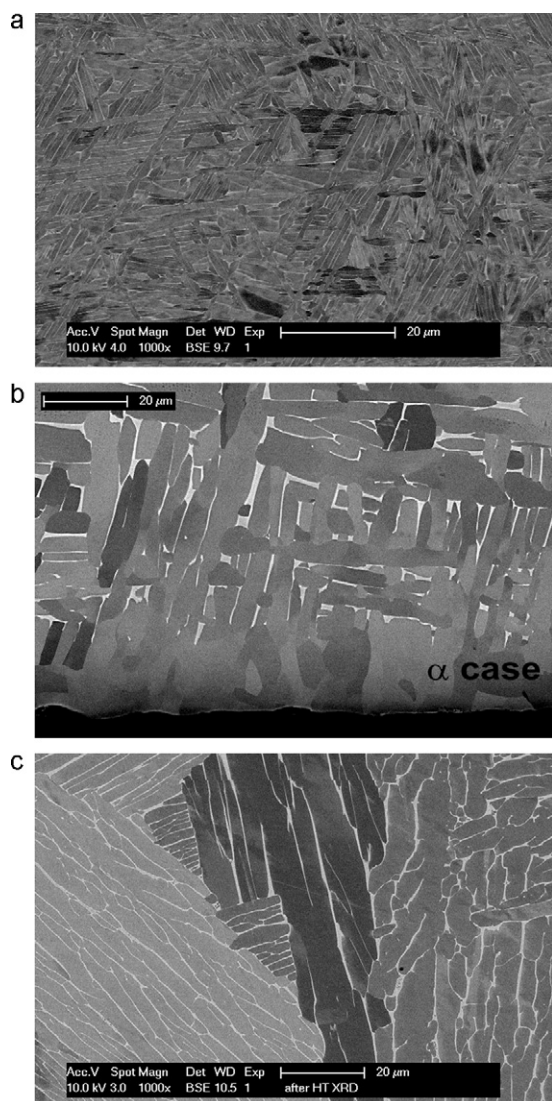 a
Acc.V Spot Magn Det WD Exp
10.0 kV 4.0 1000x BSE 9.7 1 20 μm
b
20 μm
α case
c
Acc.V Spot Magn Det WD Exp 20 μm
10.0 kV 3.0 1000x BSE 10.5 1 after HT XRD